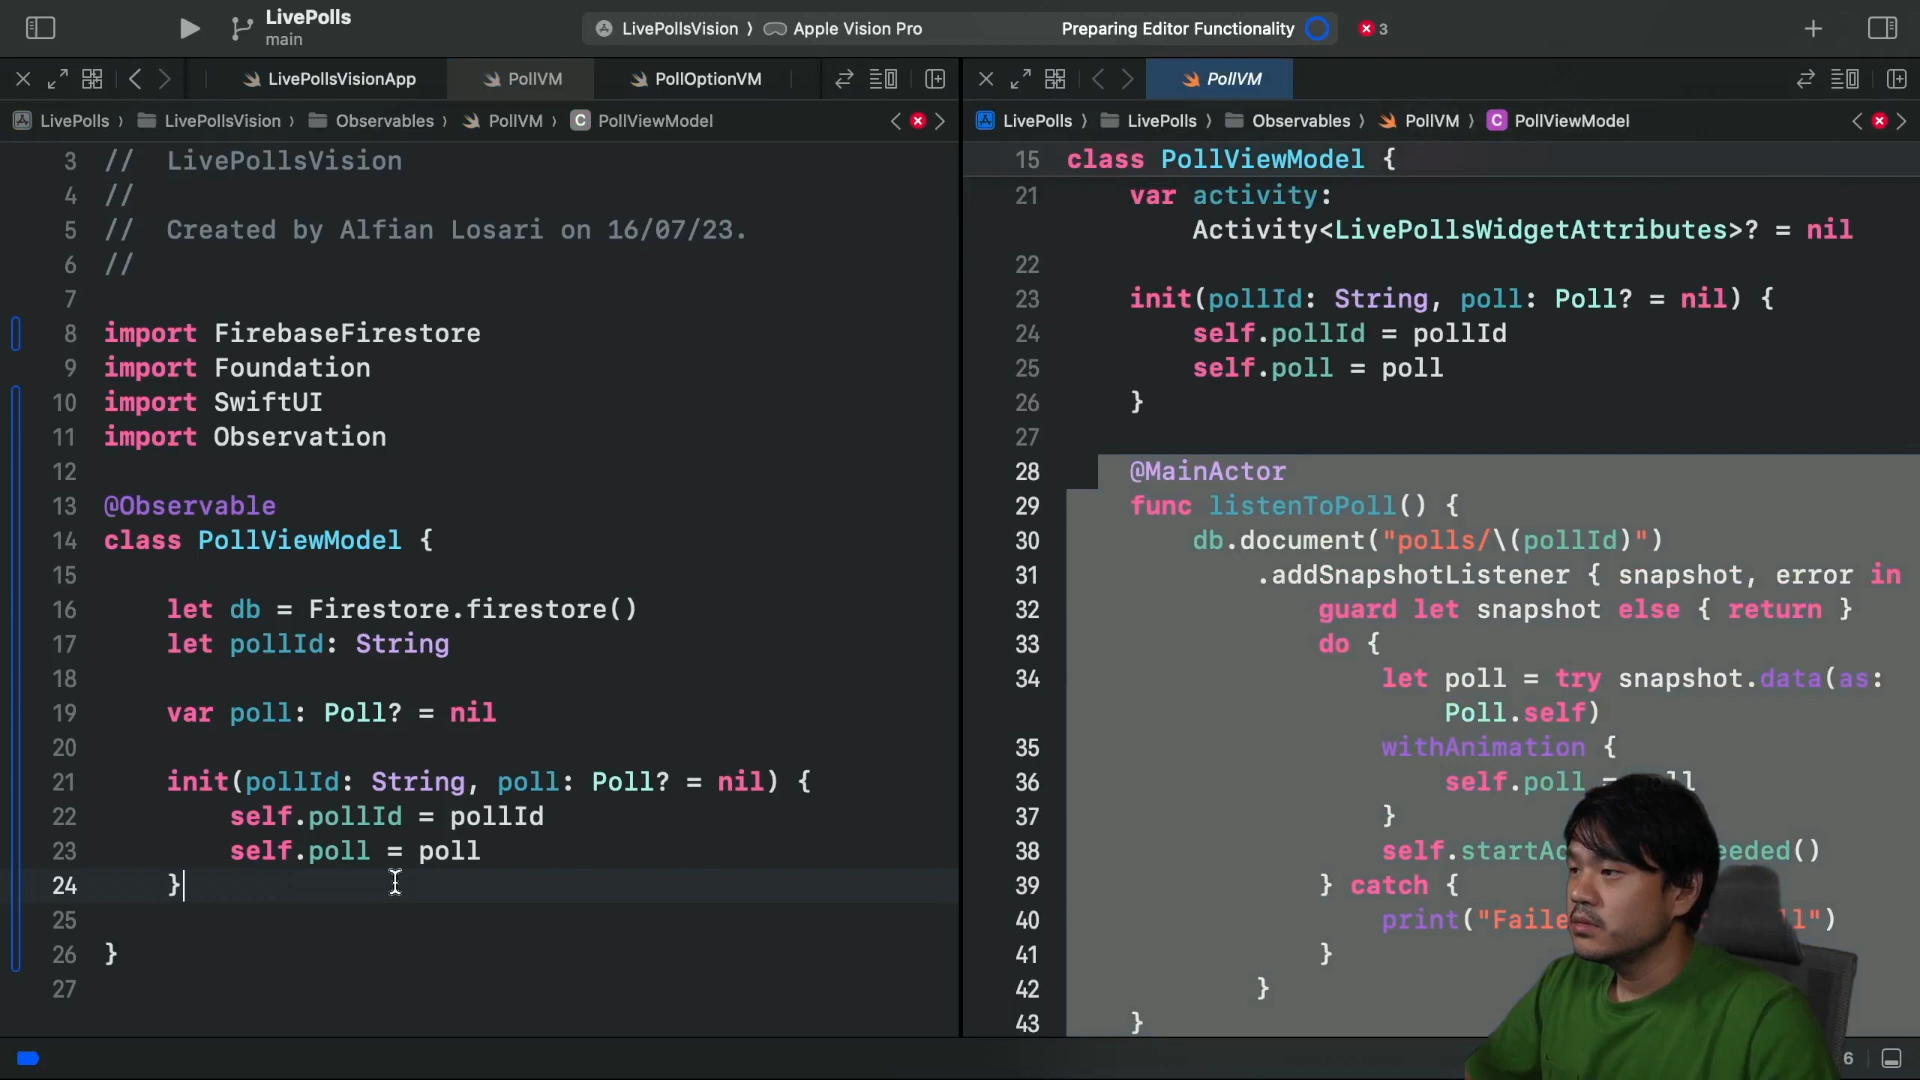 LivePolls
main
LivePollsVision 〉 Apple Vision Pro
Preparing Editor Functionality
3
LivePollsVisionApp
PollVM
PollOptionVM
LivePolls 〉 LivePollsVision 〉 Observables 〉 PollVM 〉 C PollViewModel
3 // LivePollsVision
4 //
5 // Created by Alfian Losari on 16/07/23.
6 //
7
8 import FirebaseFirestore
9 import Foundation
10 import SwiftUI
11 import Observation
12
13 @Observable
14 class PollViewModel {
15
16 let db = Firestore.firestore()
17 let pollId: String
18
19 var poll: Poll? = nil
20
21 init(pollId: String, poll: Poll? = nil) {
22 self.pollId = pollId
23 self.poll = poll
24 }
25
26 }
27
PollVM
LivePolls 〉 LivePolls 〉 Observables 〉 PollVM 〉 C PollViewModel
15 class PollViewModel {
21 var activity:
Activity<LivePollsWidgetAttributes>? = nil
22
23 init(pollId: String, poll: Poll? = nil) {
24 self.pollId = pollId
25 self.poll = poll
26 }
27
28 @MainActor
29 func listenToPoll() {
30 db.document("polls/\(pollId)")
31 .addSnapshotListener { snapshot, error in
32 guard let snapshot else { return }
33 do {
34 let poll = try snapshot.data(as:
Poll.self)
35 withAnimation {
36 self.poll =
37 }
38 self.
39 } catch {
40 print("
41 }
42 }
43 }